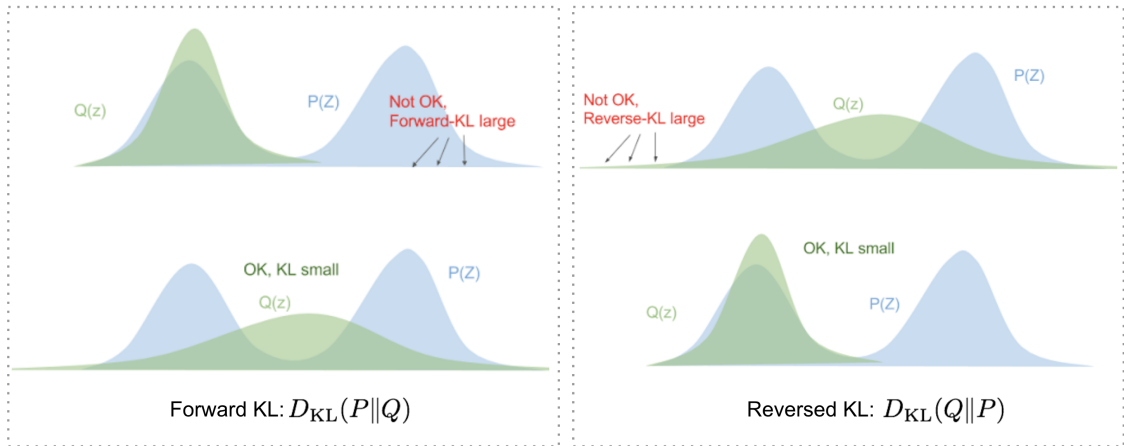 Q(z)
P(Z)
Not OK,
Forward-KL large
OK, KL small
Q(z)
P(Z)
Forward KL: D_KL(P‖Q)
Not OK,
Reverse-KL large
Q(z)
P(Z)
OK, KL small
Q(z)
P(Z)
Reversed KL: D_KL(Q‖P)